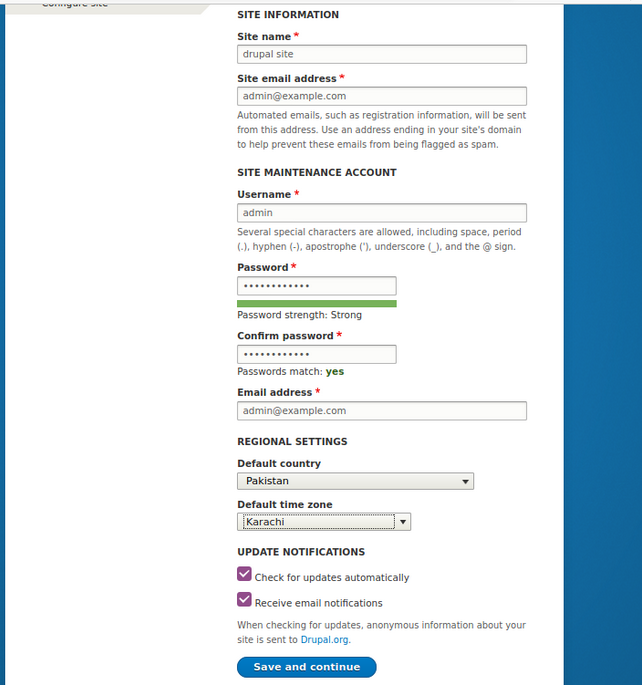 Configure site
SITE INFORMATION
Site name *
drupal site
Site email address *
admin@example.com
Automated emails, such as registration information, will be sent
from this address. Use an address ending in your site's domain
to help prevent these emails from being flagged as spam.
SITE MAINTENANCE ACCOUNT
Username *
admin
Several special characters are allowed, including space, period
(.), hyphen (-), apostrophe ('), underscore (_), and the @ sign.
Password *
••••••••••••
Password strength: Strong
Confirm password *
••••••••••••
Passwords match: yes
Email address *
admin@example.com
REGIONAL SETTINGS
Default country
Pakistan
Default time zone
Karachi
UPDATE NOTIFICATIONS
Check for updates automatically
Receive email notifications
When checking for updates, anonymous information about your
site is sent to Drupal.org.
Save and continue